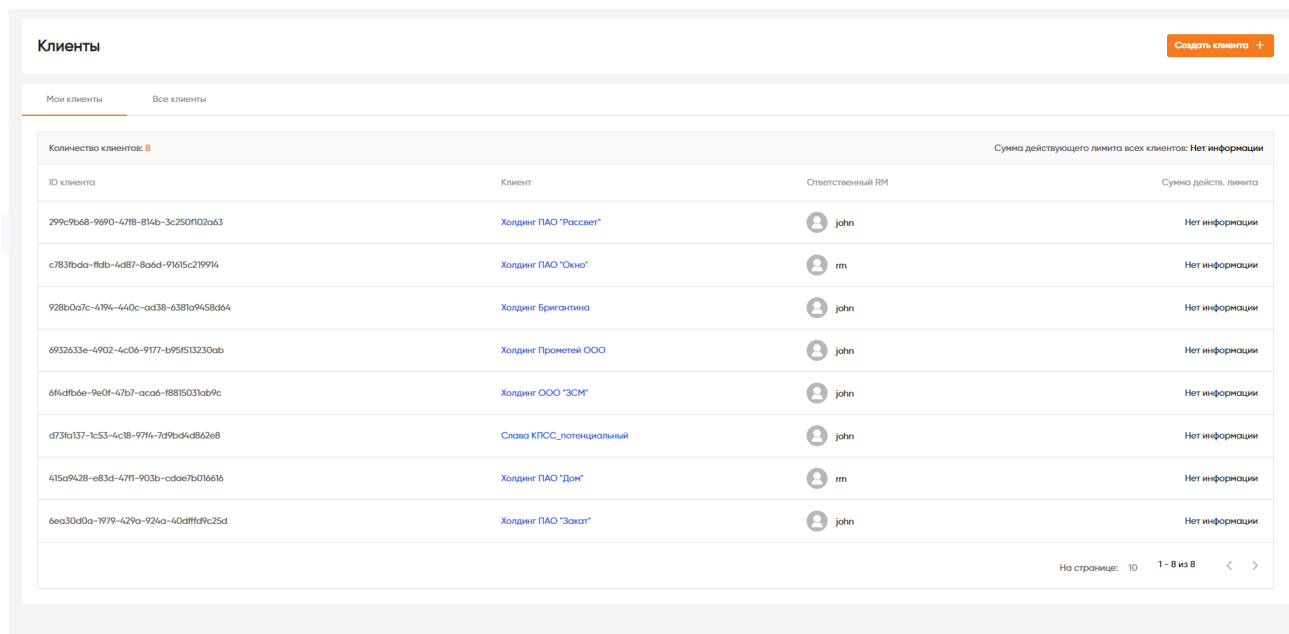 Клиенты
Создать клиента +
Мои клиенты Все клиенты
Количество клиентов: 8 Сумма действующего лимита всех клиентов: Нет информации
ID клиента Клиент Ответственный RM Сумма действ. лимита
299c9b68-9690-47f8-814b-3c250f102a63 Холдинг ПАО "Рассвет" john Нет информации
c783fbda-ffdb-4d87-8a6d-91615c219914 Холдинг ПАО "Окно" rm Нет информации
928b0a7c-4194-440c-ad38-6381a9458d64 Холдинг Бригантина john Нет информации
6932633e-4902-4c06-9177-b95f513230ab Холдинг Прометей ООО john Нет информации
6f4dfb6e-9e0f-47b7-aca6-f8815031ab9c Холдинг ООО "ЗСМ" john Нет информации
d73fa137-1c53-4c18-97f4-7d9bd4d862e8 Слава КПСС_потенциальный john Нет информации
415a9428-e83d-47f1-903b-cdae7b016616 Холдинг ПАО "Дом" rm Нет информации
6ea30d0a-1979-429a-924a-40dfffd9c25d Холдинг ПАО "Закат" john Нет информации
На странице: 10 1 - 8 из 8